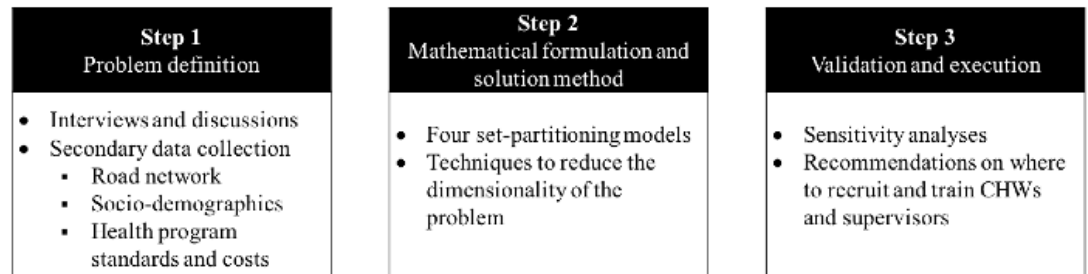 Step 1
Problem definition
• Interviews and discussions
• Secondary data collection
▪ Road network
▪ Socio-demographics
▪ Health program
standards and costs
Step 2
Mathematical formulation and
solution method
• Four set-partitioning models
• Techniques to reduce the
dimensionality of the
problem
Step 3
Validation and execution
• Sensitivity analyses
• Recommendations on where
to recruit and train CHWs
and supervisors